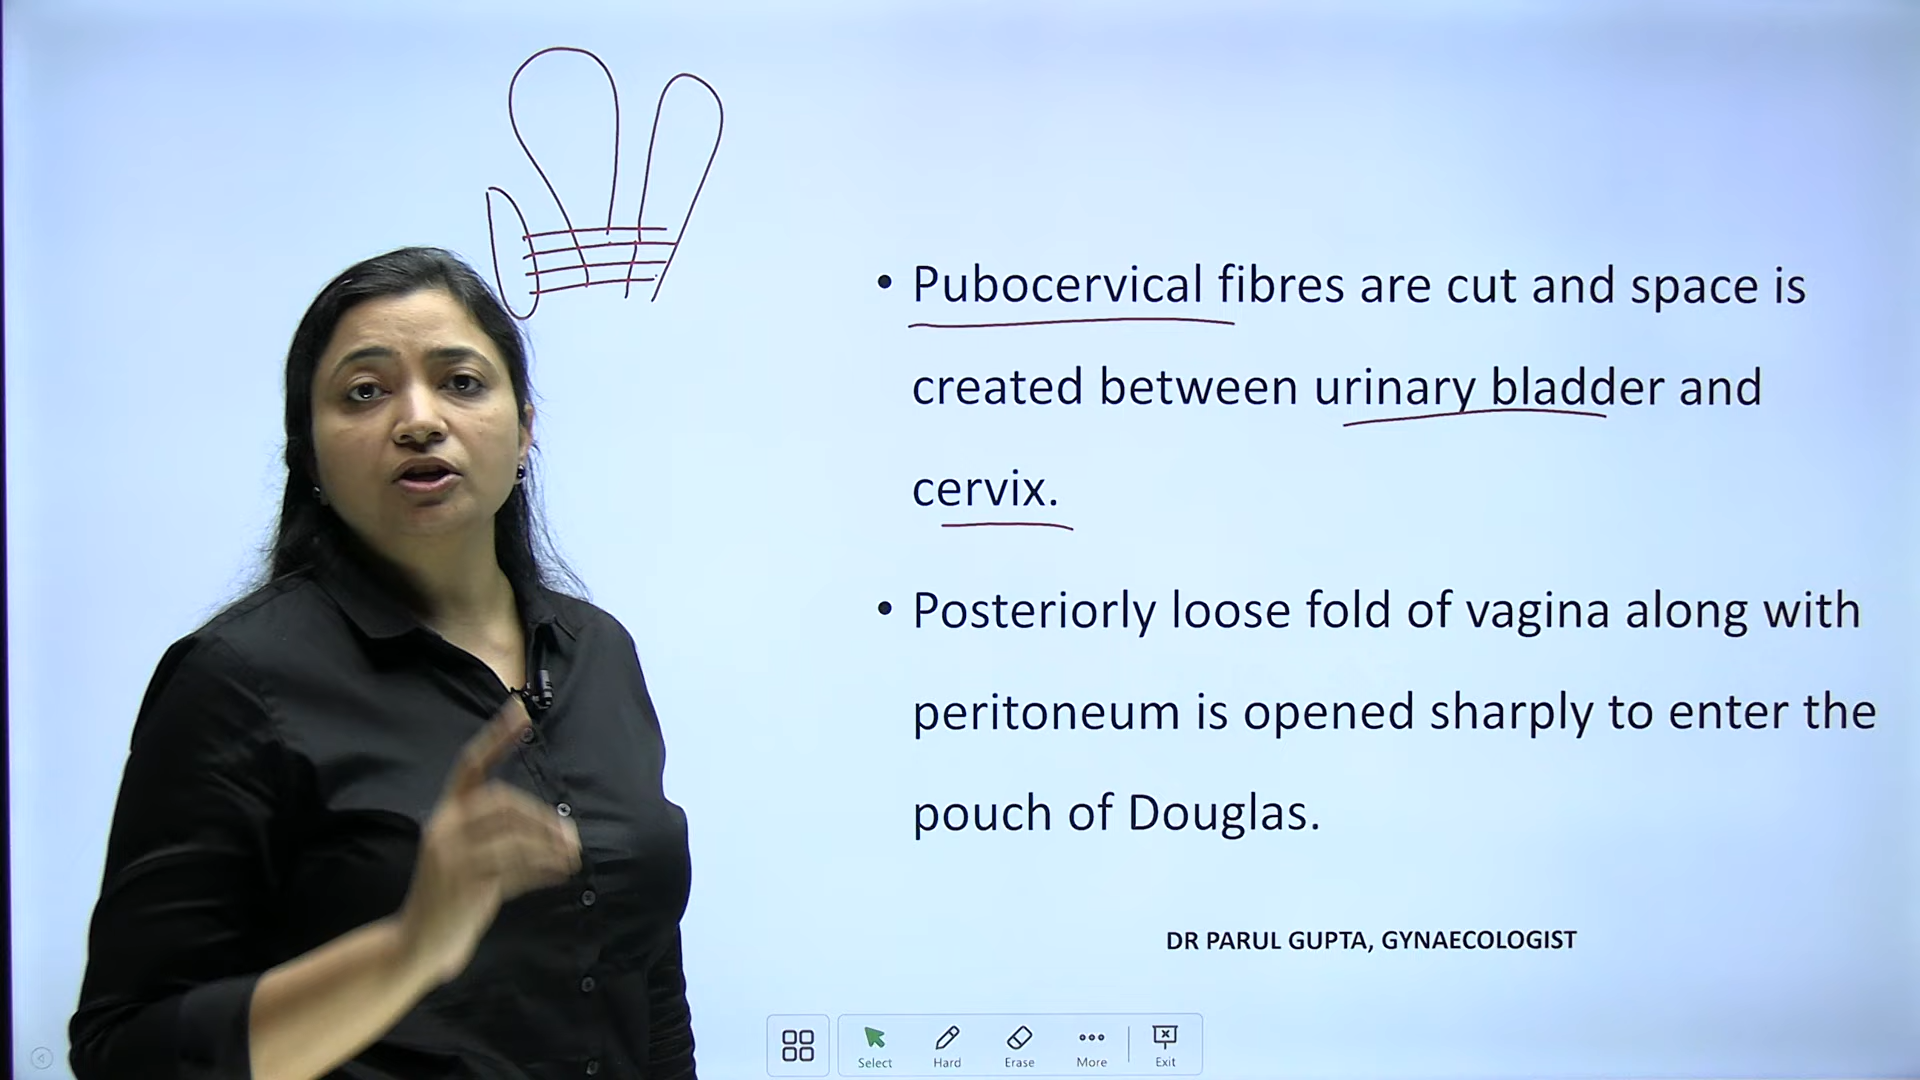 • Pubocervical fibres are cut and space is
created between urinary bladder and
cervix.
• Posteriorly loose fold of vagina along with
peritoneum is opened sharply to enter the
pouch of Douglas.
DR PARUL GUPTA, GYNAECOLOGIST
Select Hard Erase More Exit